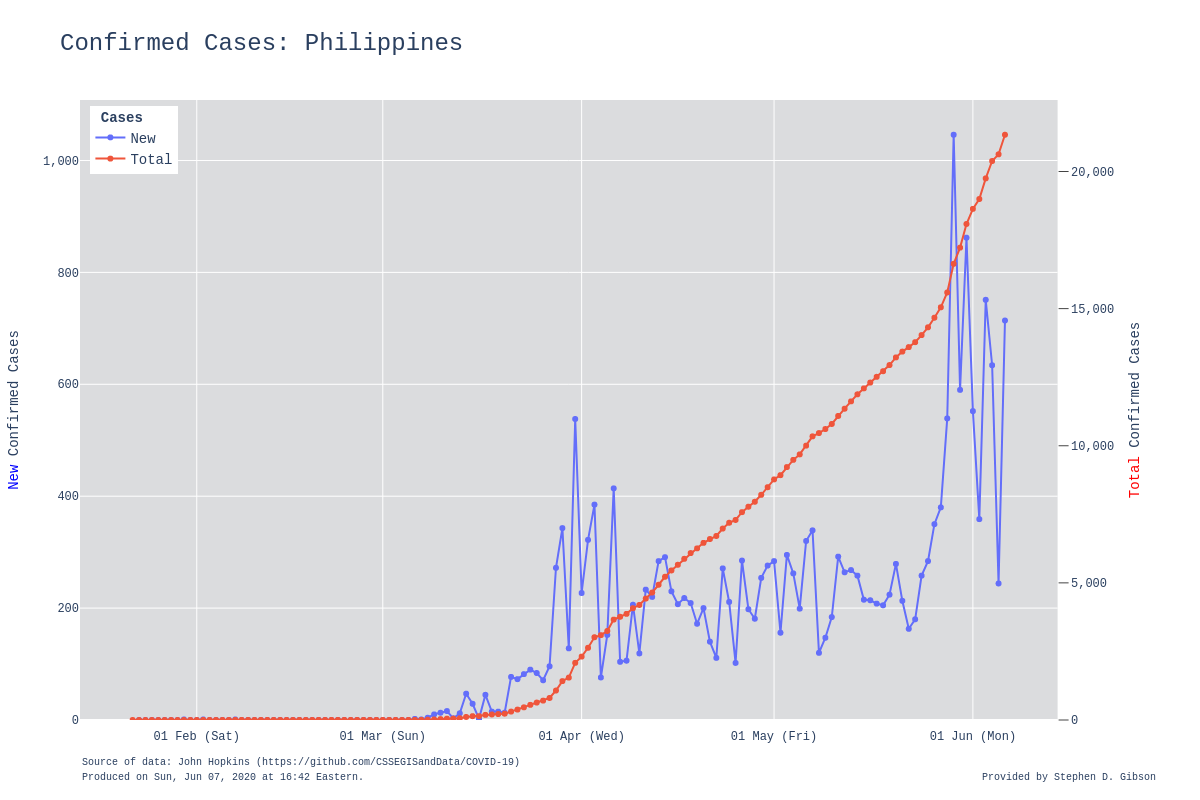 Confirmed Cases: Philippines
Cases
New
Total
1,000
800
600
400
200
0
20,000
15,000
10,000
5,000
0
New Confirmed Cases
Total Confirmed Cases
01 Feb (Sat)
01 Mar (Sun)
01 Apr (Wed)
01 May (Fri)
01 Jun (Mon)
Source of data: John Hopkins (https://github.com/CSSEGISandData/COVID-19)
Produced on Sun, Jun 07, 2020 at 16:42 Eastern.
Provided by Stephen D. Gibson